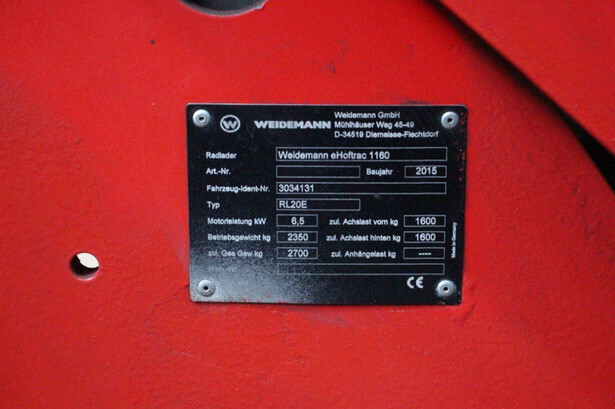 Weidemann GmbH
WEIDEMANN Mühlhäuser Weg 45-49
D-34519 Diemelsee-Flechtdorf
Radlader Weidemann eHoftrac 1160
Art.-Nr. Baujahr 2015
Fahrzeug-Ident-Nr. 3034131
Typ RL20E
Motorleistung kW 6,5 zul. Achslast vorn kg 1600
Betriebsgewicht kg 2350 zul. Achslast hinten kg 1600
zul. Ges Gew. kg 2700 zul. Anhängelast kg ----
CE
Made in Germany